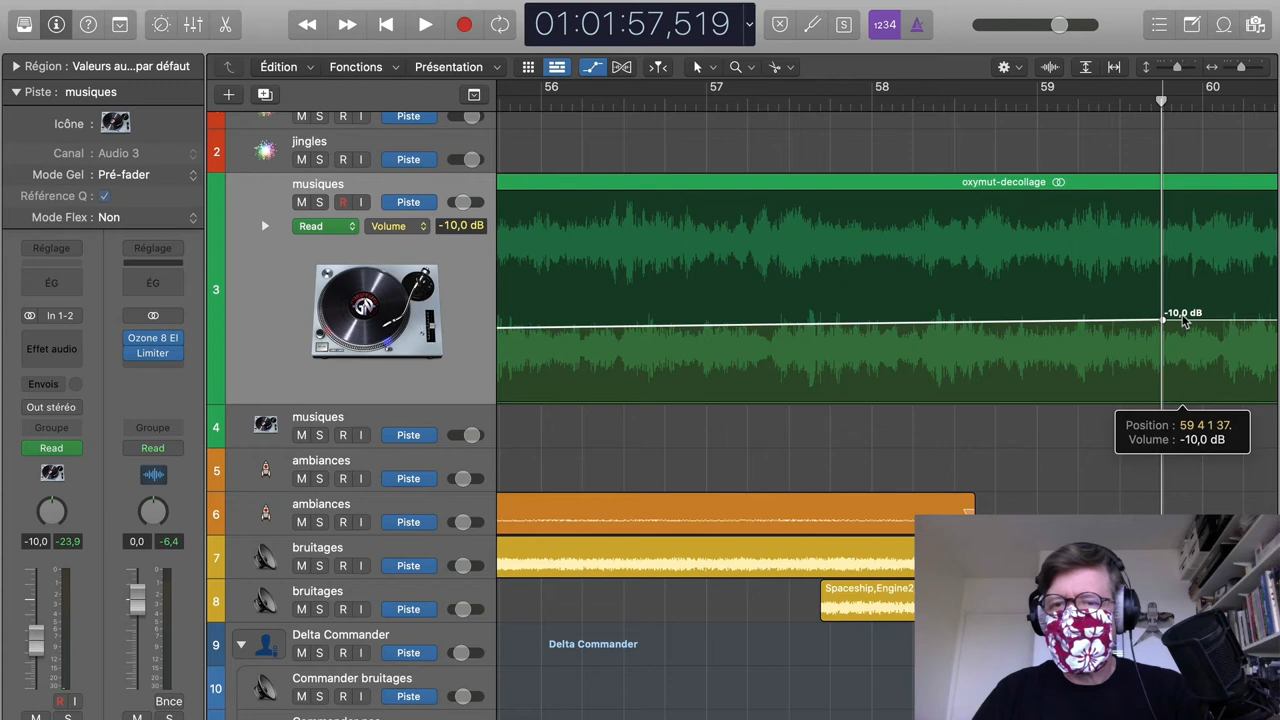 01:01:57,519
1234
Région : Valeurs au...par défaut
Piste : musiques
Icône :
Canal : Audio 3
Mode Gel : Pré-fader
Référence Q :
Mode Flex : Non
Réglage
Réglage
ÉG
ÉG
In 1-2
Effet audio
Ozone 8 El
Limiter
Envois
Out stéréo
Groupe
Groupe
Read
Read
-10,0
-23,9
0,0
-6,4
R I
Bnce
M S
M S
Édition
Fonctions
Présentation
56
57
58
59
60
M S R I Piste
2
jingles
M S R I Piste
3
musiques
M S R I Piste
Read
Volume
-10,0 dB
oxymut-decollage
-10,0 dB
Position : 59 4 1 37.
Volume : -10,0 dB
4
musiques
M S R I Piste
5
ambiances
M S R I Piste
6
ambiances
M S R I Piste
7
bruitages
M S R I Piste
8
bruitages
M S R I Piste
Spaceship,Engine2
9
Delta Commander
M S Piste
Delta Commander
10
Commander bruitages
M S R I Piste